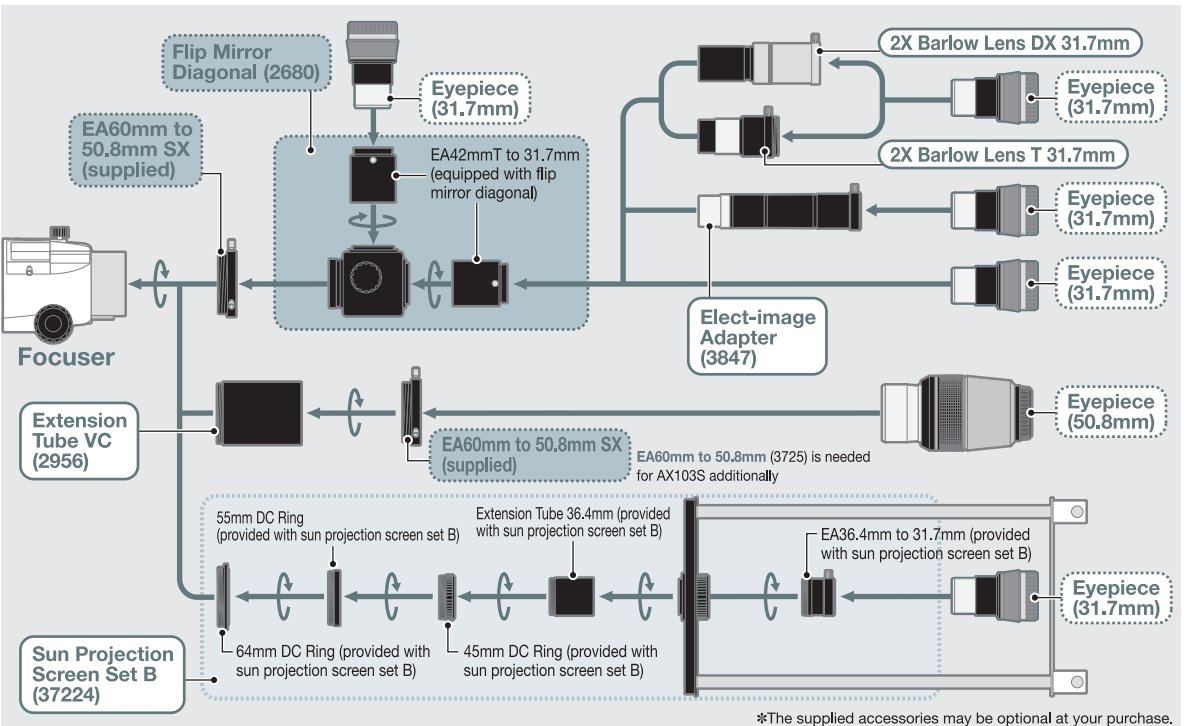 Flip Mirror
Diagonal (2680)
Eyepiece
(31.7mm)
EA60mm to
50.8mm SX
(supplied)
EA42mmT to 31.7mm
(equipped with flip
mirror diagonal)
2X Barlow Lens DX 31.7mm
Eyepiece
(31.7mm)
2X Barlow Lens T 31.7mm
Eyepiece
(31.7mm)
Eyepiece
(31.7mm)
Elect-image
Adapter
(3847)
Focuser
Extension
Tube VC
(2956)
EA60mm to 50.8mm SX
(supplied)
EA60mm to 50.8mm (3725) is needed
for AX103S additionally
Eyepiece
(50.8mm)
55mm DC Ring
(provided with sun projection screen set B)
Extension Tube 36.4mm (provided
with sun projection screen set B)
EA36.4mm to 31.7mm (provided
with sun projection screen set B)
Eyepiece
(31.7mm)
64mm DC Ring (provided with
sun projection screen set B)
45mm DC Ring (provided with
sun projection screen set B)
Sun Projection
Screen Set B
(37224)
✻The supplied accessories may be optional at your purchase.